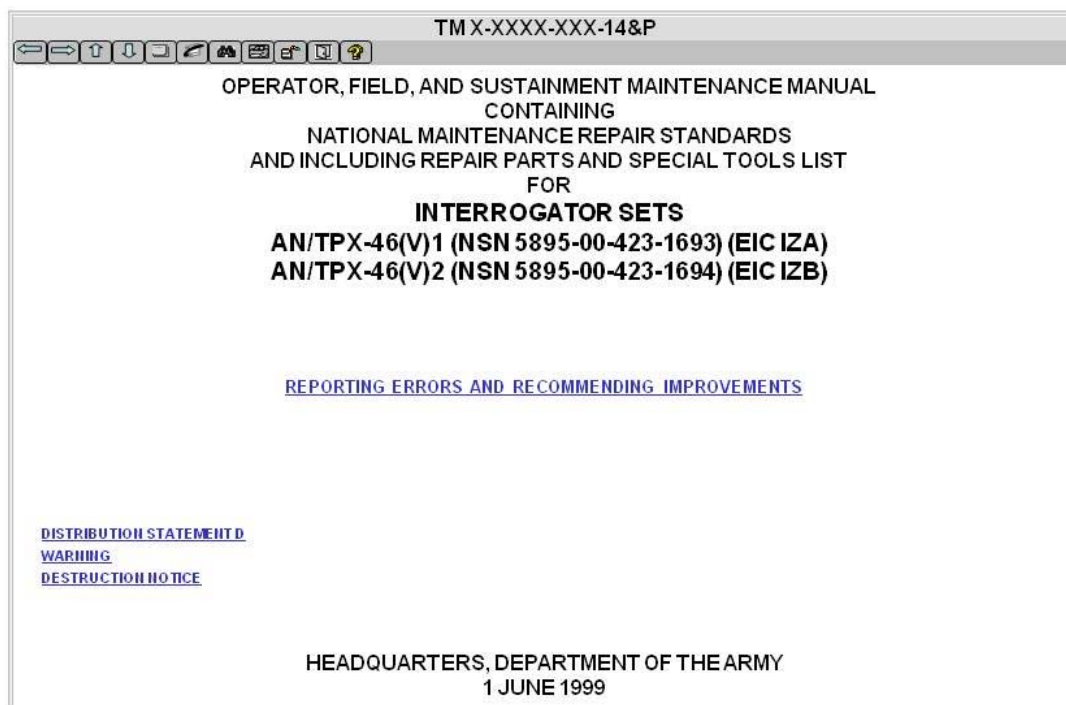 TM X-XXXX-XXX-14&P
OPERATOR, FIELD, AND SUSTAINMENT MAINTENANCE MANUAL
CONTAINING
NATIONAL MAINTENANCE REPAIR STANDARDS
AND INCLUDING REPAIR PARTS AND SPECIAL TOOLS LIST
FOR
INTERROGATOR SETS
AN/TPX-46(V)1 (NSN 5895-00-423-1693) (EIC IZA)
AN/TPX-46(V)2 (NSN 5895-00-423-1694) (EIC IZB)
REPORTING ERRORS AND RECOMMENDING IMPROVEMENTS
DISTRIBUTION STATEMENT D
WARNING
DESTRUCTION NOTICE
HEADQUARTERS, DEPARTMENT OF THE ARMY
1 JUNE 1999